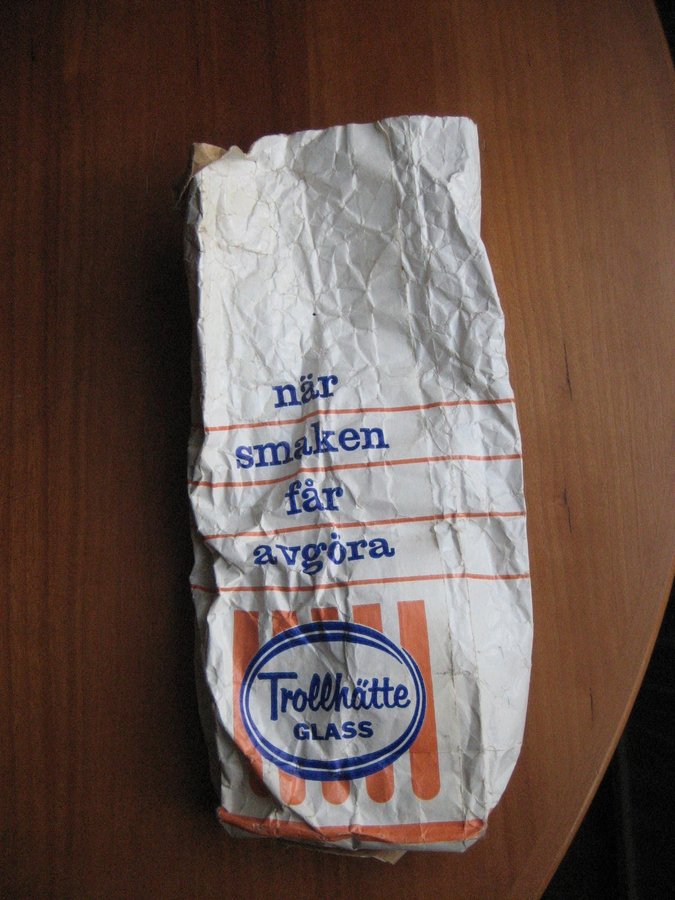 när
smaken
får
avgöra
Trollhätte
GLASS